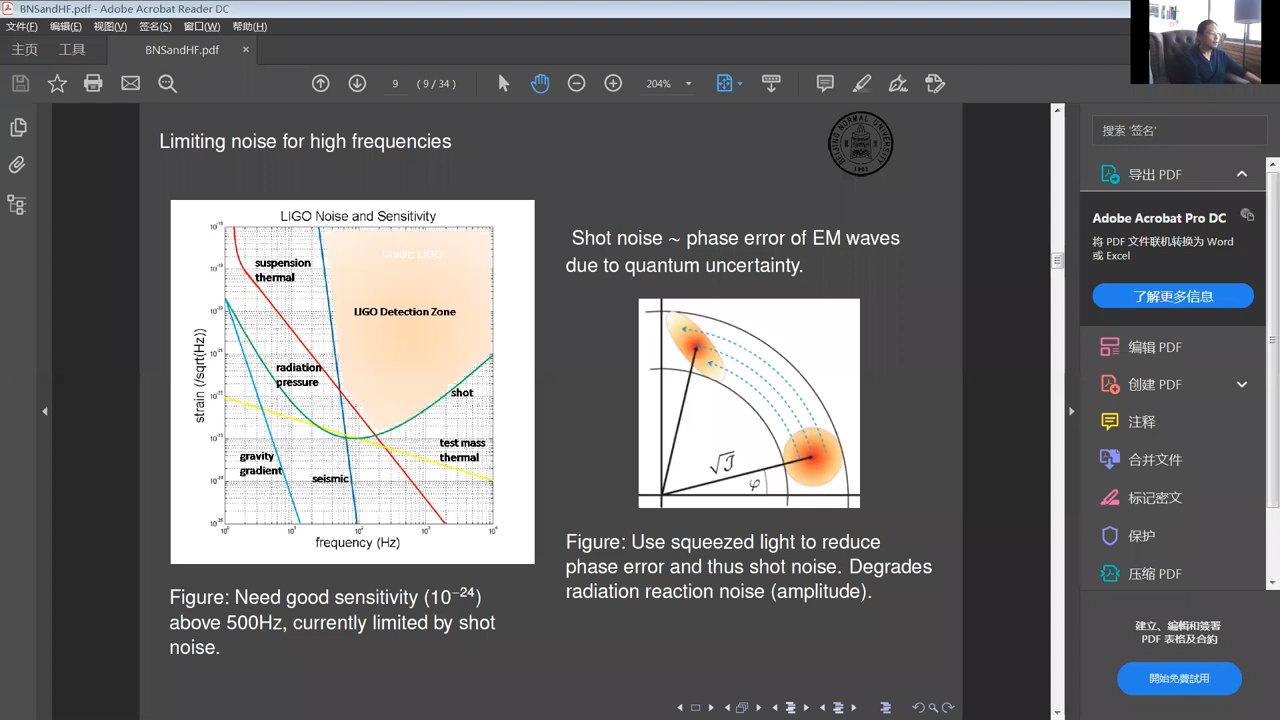 BNSandHF.pdf - Adobe Acrobat Reader DC
文件(F) 编辑(E) 视图(V) 签名(S) 窗口(W) 帮助(H)
主页 工具 BNSandHF.pdf ×
9 (9 / 34) 204%
Limiting noise for high frequencies
BEIJING NORMAL UNIVERSITY
1902
LIGO Noise and Sensitivity
Credit: LIGO
suspension
thermal
LIGO Detection Zone
radiation
pressure
shot
test mass
thermal
gravity
gradient
seismic
strain (/sqrt(Hz))
frequency (Hz)
Figure: Need good sensitivity (10⁻²⁴)
above 500Hz, currently limited by shot
noise.
Shot noise ~ phase error of EM waves
due to quantum uncertainty.
√J
φ
Figure: Use squeezed light to reduce
phase error and thus shot noise. Degrades
radiation reaction noise (amplitude).
搜索 '签名'
导出 PDF
Adobe Acrobat Pro DC
将 PDF 文件联机转换为 Word
或 Excel
了解更多信息
编辑 PDF
创建 PDF
注释
合并文件
标记密文
保护
压缩 PDF
建立、編輯和簽署
PDF 表格及合約
開始免費試用